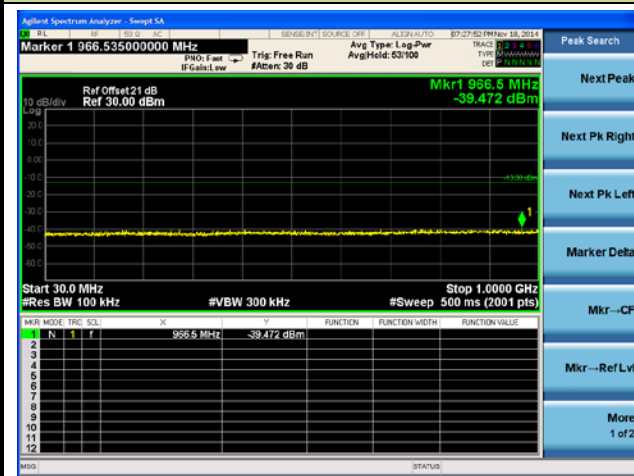 Agilent Spectrum Analyzer - Swept SA
RL RF 50 Ω AC SENSE:INT SOURCE OFF ALIGN AUTO 07:27:52 PM Nov 18, 2014
Marker 1 966.535000000 MHz
PNO: Fast
IFGain:Low
Trig: Free Run
#Atten: 30 dB
Avg Type: Log-Pwr
Avg|Hold: 53/100
TRACE 1 2 3 4 5 6
TYPE
DET P N N N N N
Peak Search
Mkr1 966.5 MHz
-39.472 dBm
Ref Offset 21 dB
Ref 30.00 dBm
10 dB/div
Log
20.0
10.0
0.00
-10.0
-13.00 dBm
-20.0
-30.0
-40.0
-50.0
-60.0
1
Start 30.0 MHz
#Res BW 100 kHz
#VBW 300 kHz
Stop 1.0000 GHz
#Sweep 500 ms (2001 pts)
MKR MODE TRC SCL X Y FUNCTION FUNCTION WIDTH FUNCTION VALUE
1 N 1 f 966.5 MHz -39.472 dBm
2
3
4
5
6
7
8
9
10
11
12
MSG STATUS
Next Peak
Next Pk Right
Next Pk Left
Marker Delta
Mkr→CF
Mkr→Ref Lvl
More
1 of 2